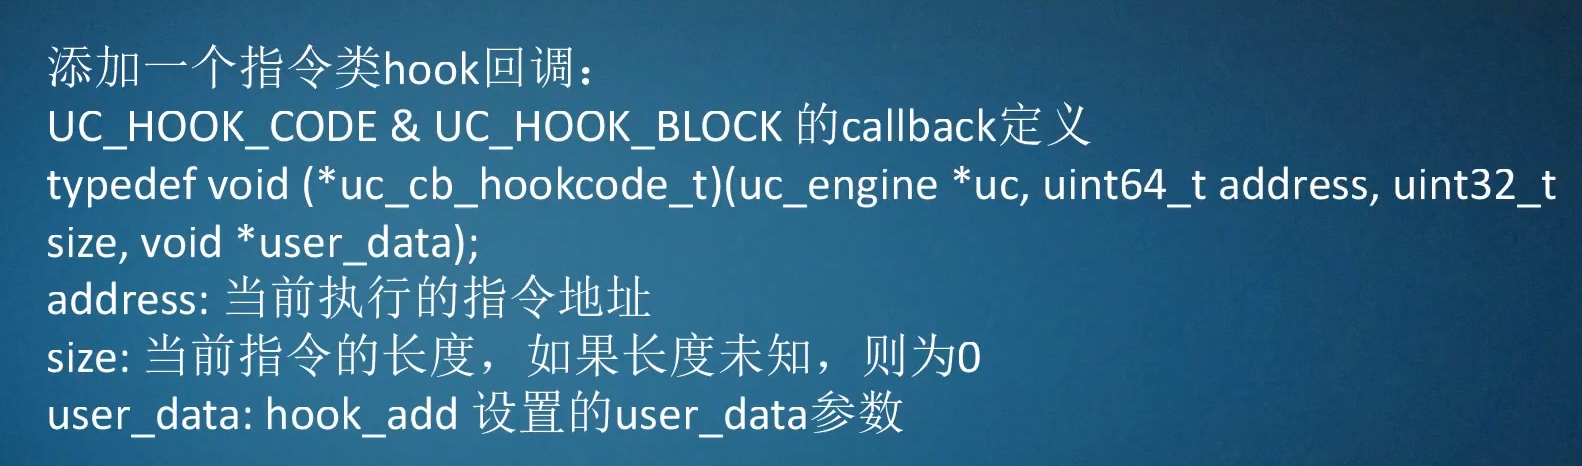 添加一个指令类hook回调：
UC_HOOK_CODE & UC_HOOK_BLOCK 的callback定义
typedef void (*uc_cb_hookcode_t)(uc_engine *uc, uint64_t address, uint32_t
size, void *user_data);
address: 当前执行的指令地址
size: 当前指令的长度，如果长度未知，则为0
user_data: hook_add 设置的user_data参数